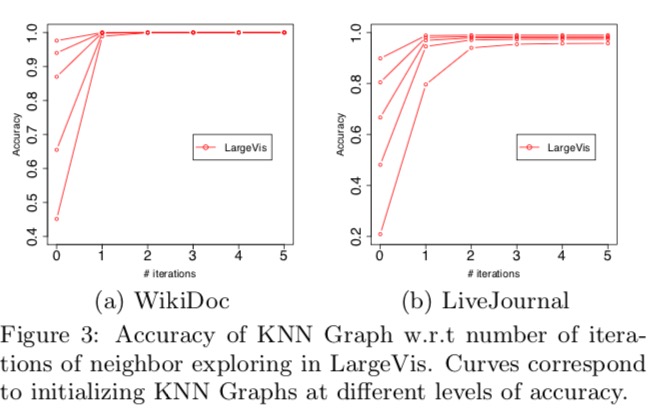 1.0
0.9
0.8
0.7
0.6
0.5
0.4
Accuracy
LargeVis
0 1 2 3 4 5
# iterations
(a) WikiDoc
1.0
0.8
0.6
0.4
0.2
Accuracy
LargeVis
0 1 2 3 4 5
# iterations
(b) LiveJournal
Figure 3: Accuracy of KNN Graph w.r.t number of itera-
tions of neighbor exploring in LargeVis. Curves correspond
to initializing KNN Graphs at different levels of accuracy.